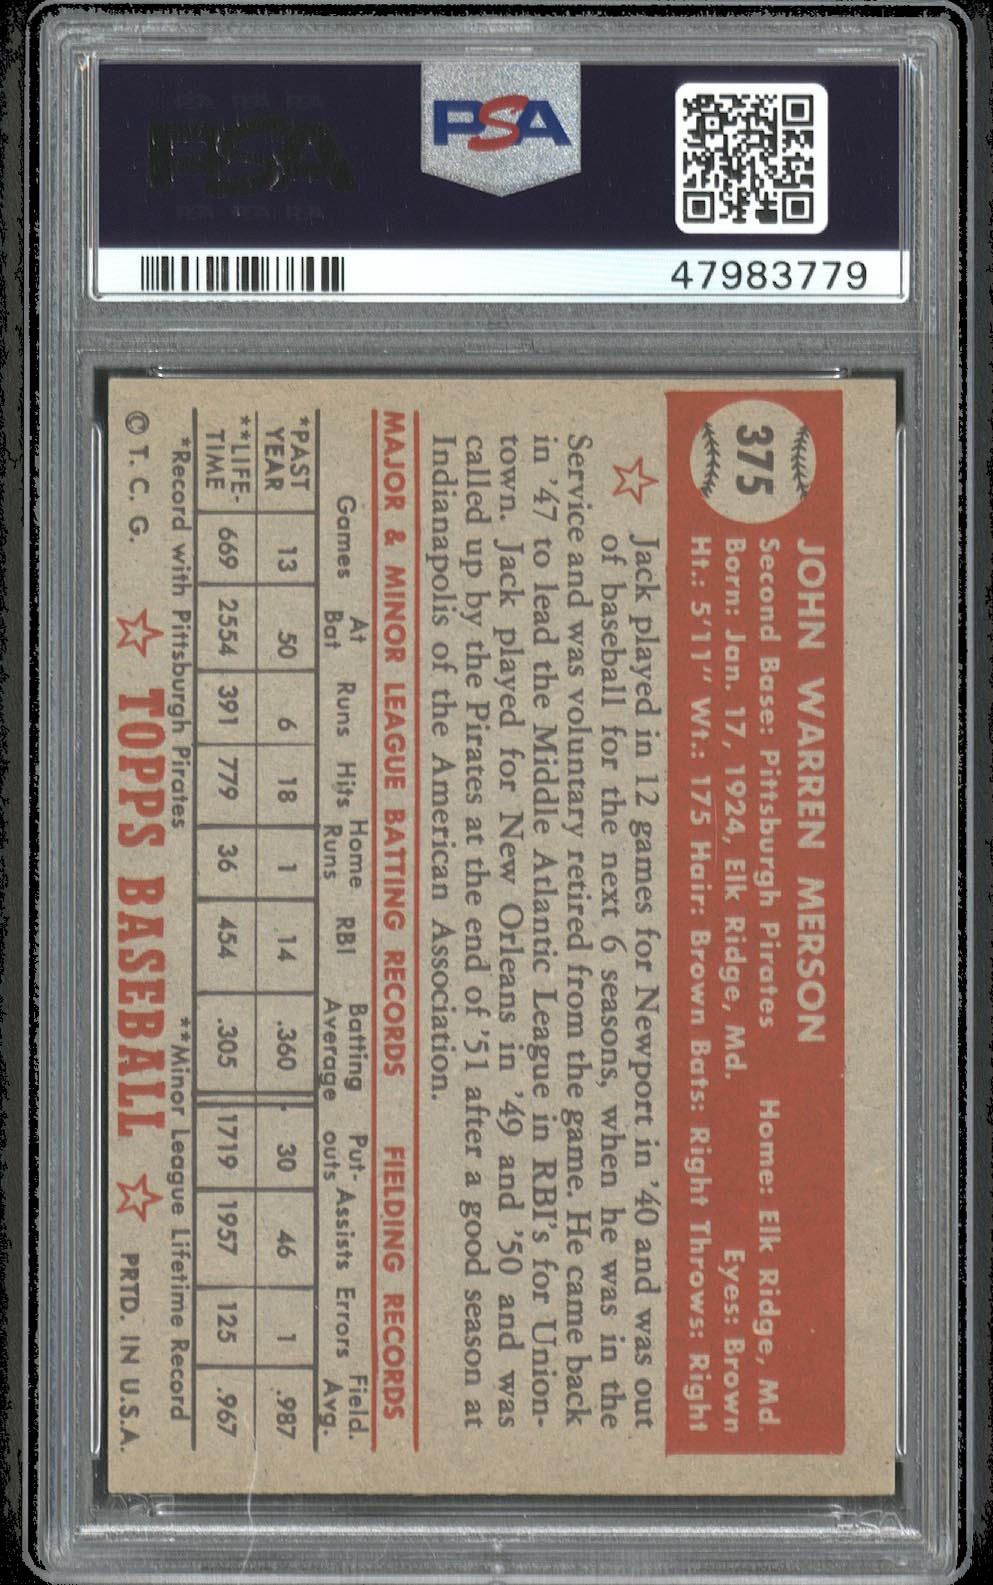 PSA
47983779
375
JOHN WARREN MERSON
Second Base: Pittsburgh Pirates Home: Elk Ridge, Md.
Born: Jan. 17, 1924, Elk Ridge, Md. Eyes: Brown
Ht.: 5'11" Wt.: 175 Hair: Brown Bats: Right Throws: Right
Jack played in 12 games for Newport in '40 and was out
of baseball for the next 6 seasons, when he was in the
Service and was voluntary retired from the game. He came back
in '47 to lead the Middle Atlantic League in RBI's for Union-
town. Jack played for New Orleans in '49 and '50 and was
called up by the Pirates at the end of '51 after a good season at
Indianapolis of the American Association.
MAJOR & MINOR LEAGUE BATTING RECORDS FIELDING RECORDS
Games At Bat Runs Hits Home Runs RBI Batting Average Put-outs Assists Errors Field. Avg.
*PAST YEAR 13 50 6 18 1 14 .360 30 46 1 .987
**LIFE-TIME 669 2554 391 779 36 454 .305 1719 1957 125 .967
*Record with Pittsburgh Pirates **Minor League Lifetime Record
© T. C. G. TOPPS BASEBALL PRTD. IN U.S.A.